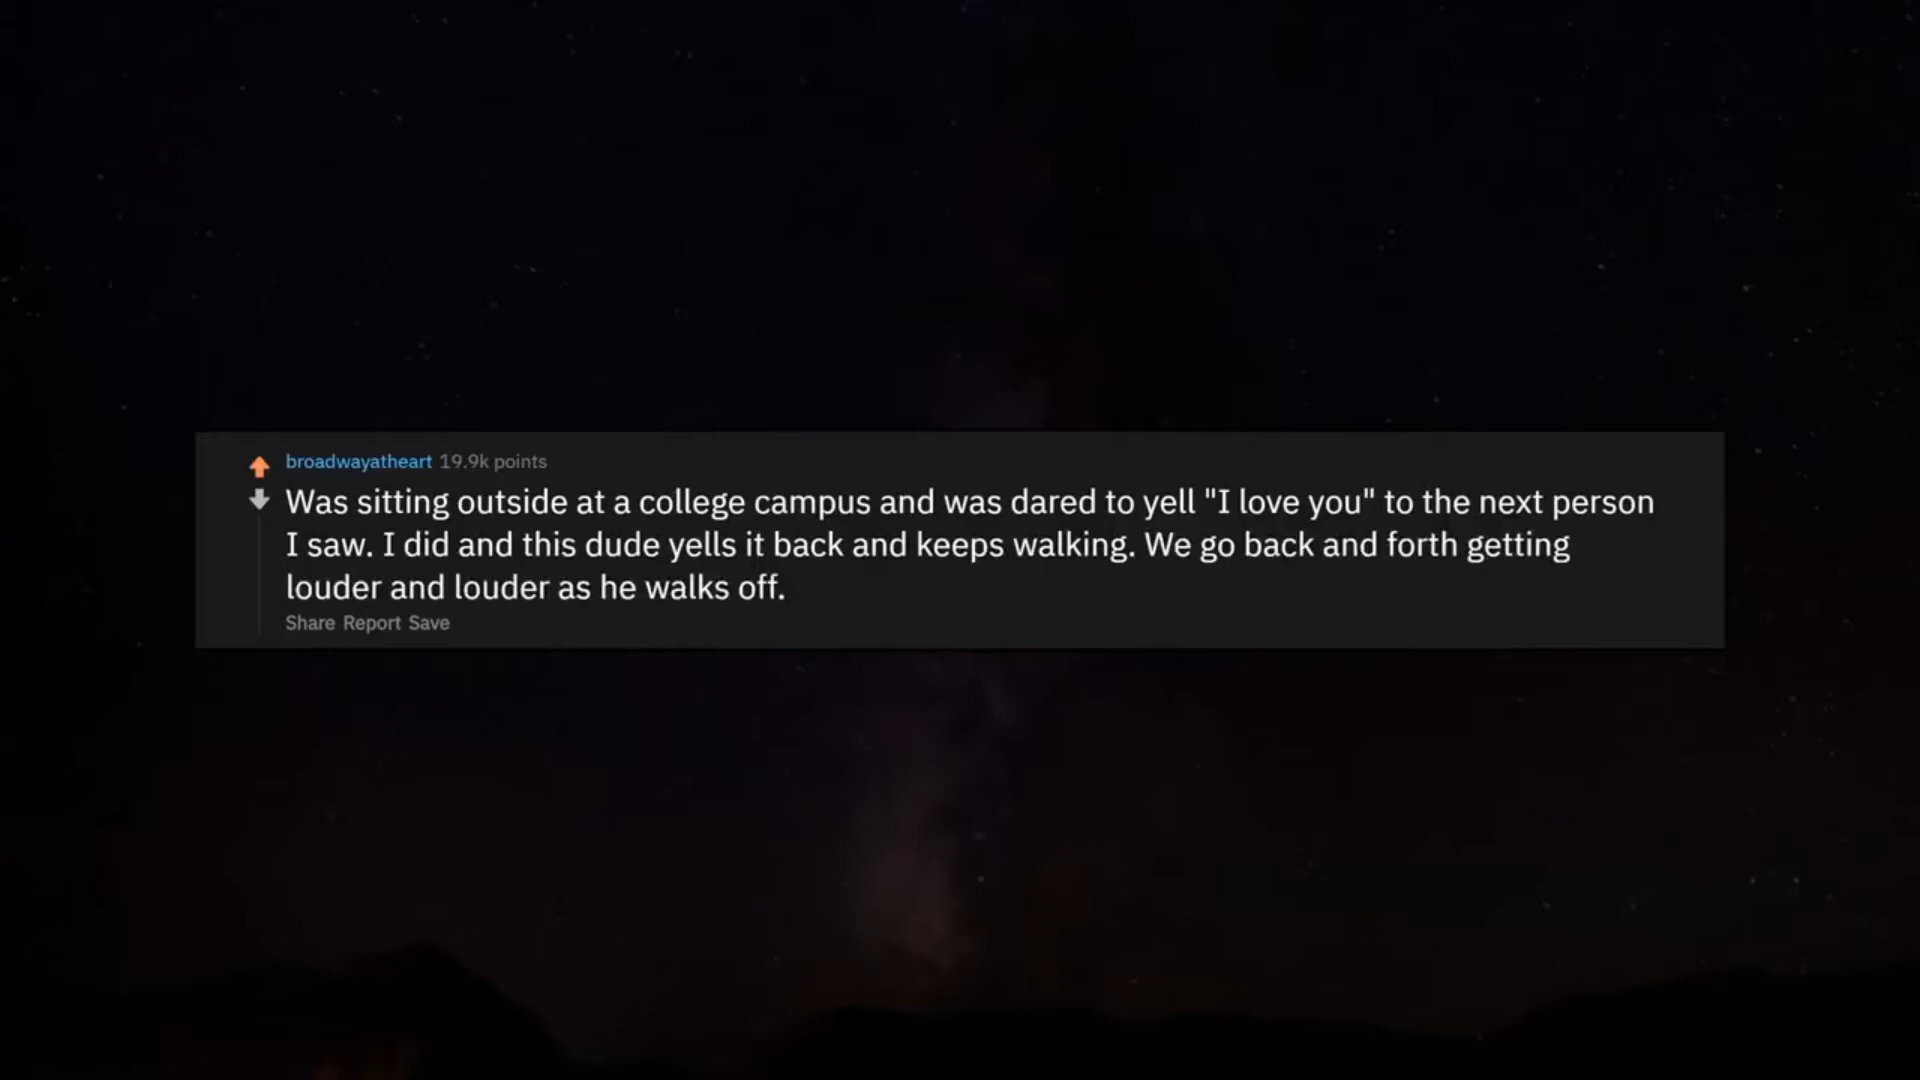 broadwayatheart 19.9k points
Was sitting outside at a college campus and was dared to yell "I love you" to the next person
I saw. I did and this dude yells it back and keeps walking. We go back and forth getting
louder and louder as he walks off.
Share Report Save